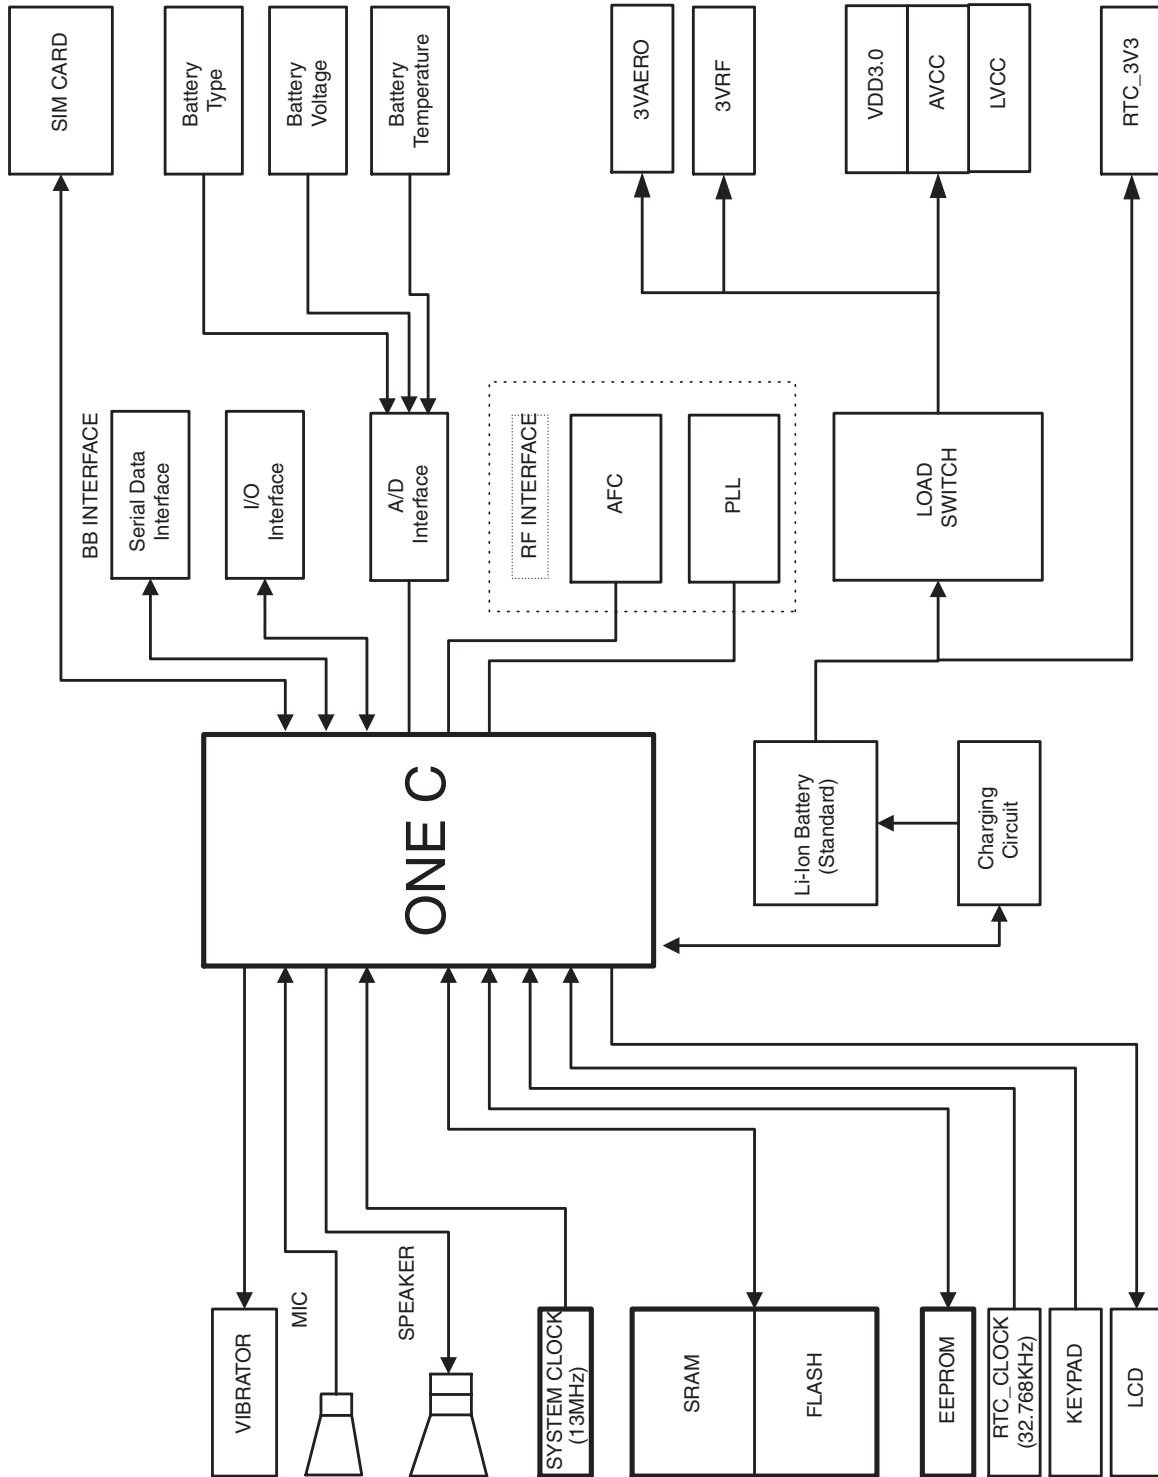 SIM CARD
Battery
Type
Battery
Voltage
Battery
Temperature
3VAERO
3VRF
VDD3.0
AVCC
LVCC
RTC_3V3
BB INTERFACE
Serial Data
Interface
I/O
Interface
A/D
Interface
RF INTERFACE
AFC
PLL
LOAD
SWITCH
ONE C
Li-Ion Battery
(Standard)
Charging
Circuit
VIBRATOR
MIC
SPEAKER
SYSTEM CLOCK
(13MHz)
SRAM
FLASH
EEPROM
RTC_CLOCK
(32.768KHz)
KEYPAD
LCD